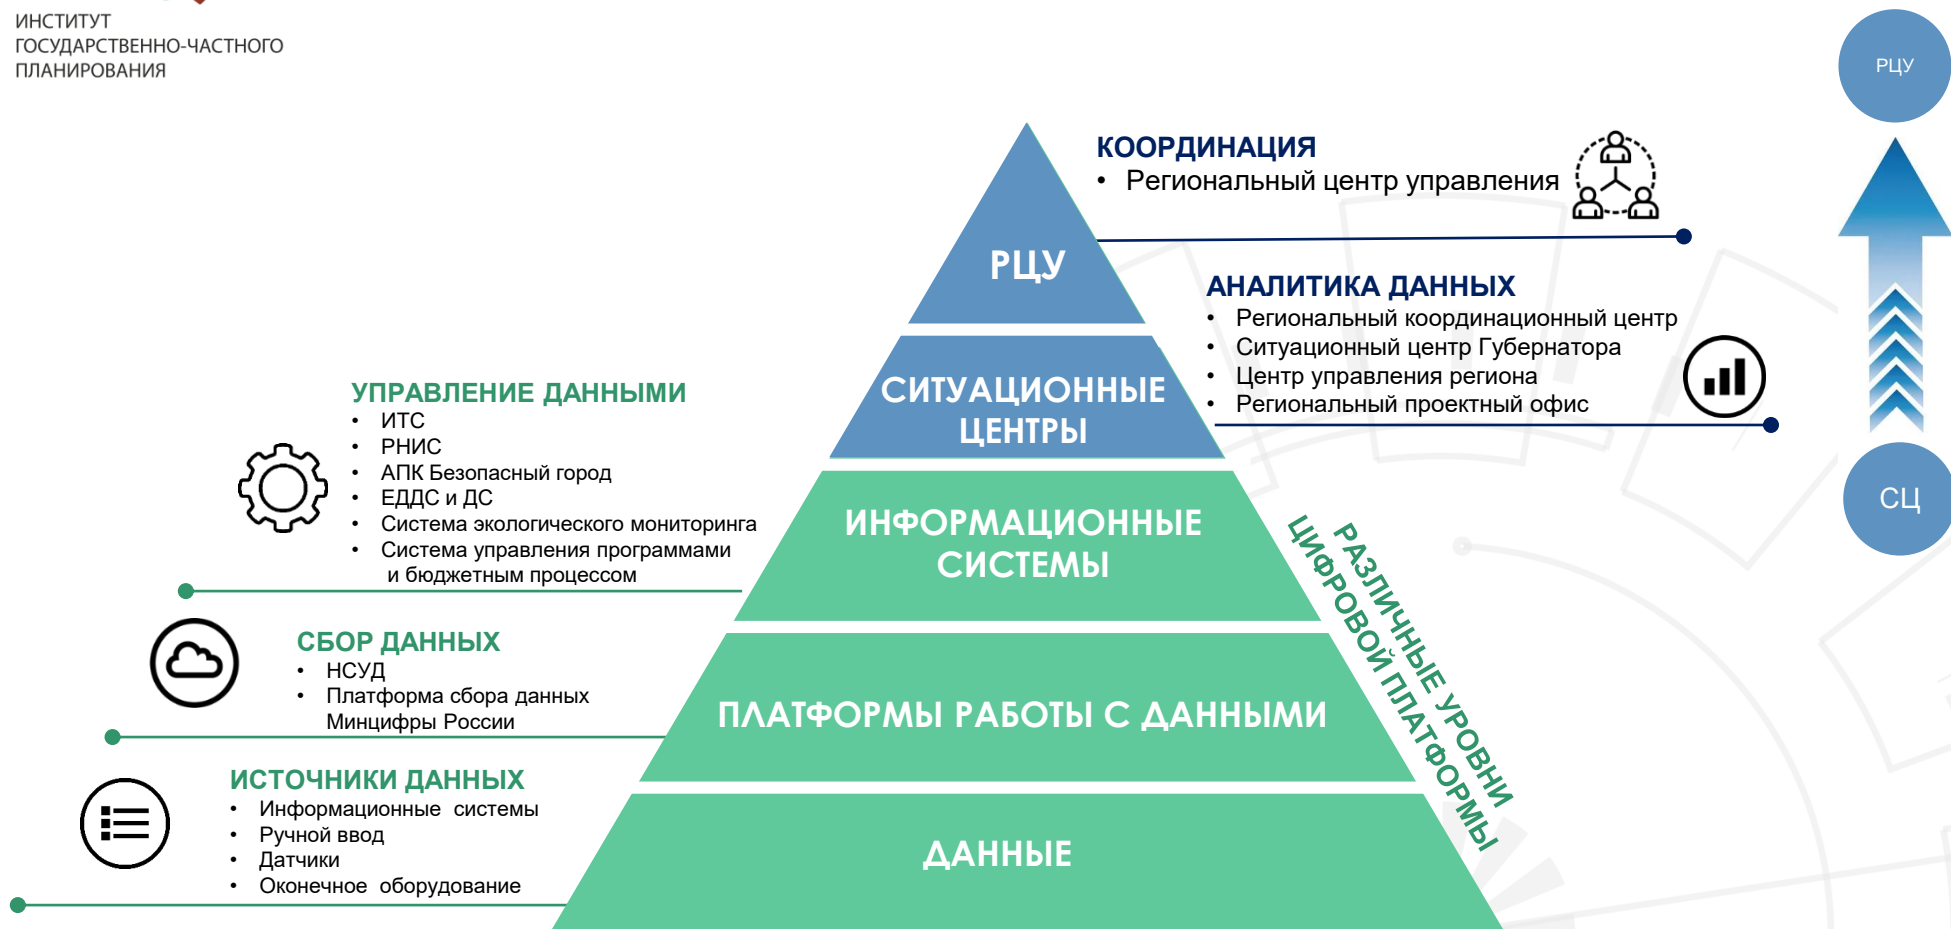 ИНСТИТУТ
ГОСУДАРСТВЕННО-ЧАСТНОГО
ПЛАНИРОВАНИЯ
РЦУ
КООРДИНАЦИЯ
• Региональный центр управления
РЦУ
АНАЛИТИКА ДАННЫХ
• Региональный координационный центр
• Ситуационный центр Губернатора
• Центр управления региона
• Региональный проектный офис
СИТУАЦИОННЫЕ
ЦЕНТРЫ
СЦ
УПРАВЛЕНИЕ ДАННЫМИ
• ИТС
• РНИС
• АПК Безопасный город
• ЕДДС и ДС
• Система экологического мониторинга
• Система управления программами
и бюджетным процессом
ИНФОРМАЦИОННЫЕ
СИСТЕМЫ
РАЗЛИЧНЫЕ УРОВНИ
ЦИФРОВОЙ ПЛАТФОРМЫ
СБОР ДАННЫХ
• НСУД
• Платформа сбора данных
Минцифры России
ПЛАТФОРМЫ РАБОТЫ С ДАННЫМИ
ИСТОЧНИКИ ДАННЫХ
• Информационные системы
• Ручной ввод
• Датчики
• Оконечное оборудование
ДАННЫЕ